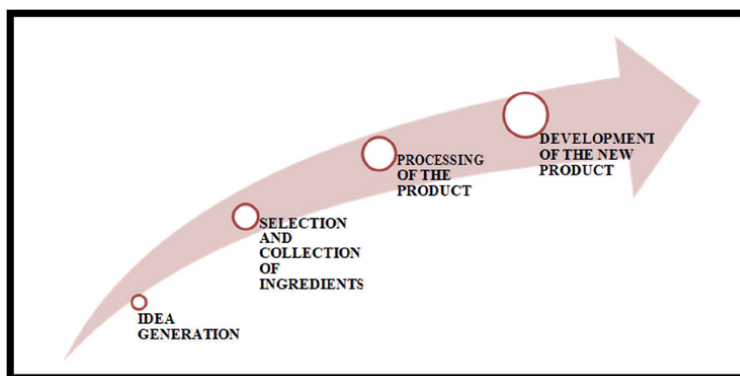 IDEA
GENERATION
SELECTION
AND
COLLECTION
OF
INGREDIENTS
PROCESSING
OF THE
PRODUCT
DEVELOPMENT
OF THE NEW
PRODUCT